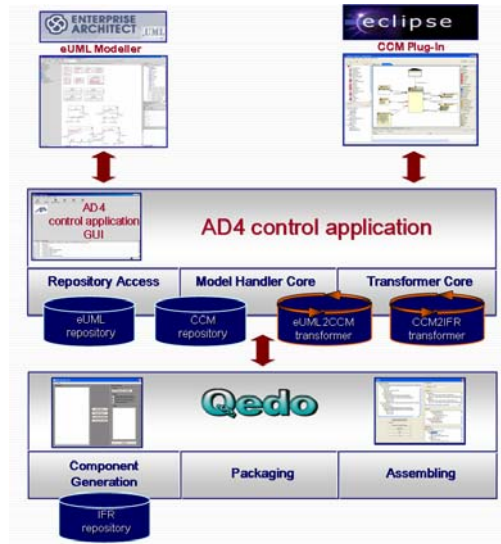 ENTERPRISE
ARCHITECT
UML
eUML Modeller
eclipse
CCM Plug-In
AD4
control application
GUI
AD4 control application
Repository Access
Model Handler Core
Transformer Core
eUML
repository
CCM
repository
eUML2CCM
transformer
CCM2IFR
transformer
Qedo
Component
Generation
Packaging
Assembling
IFR
repository